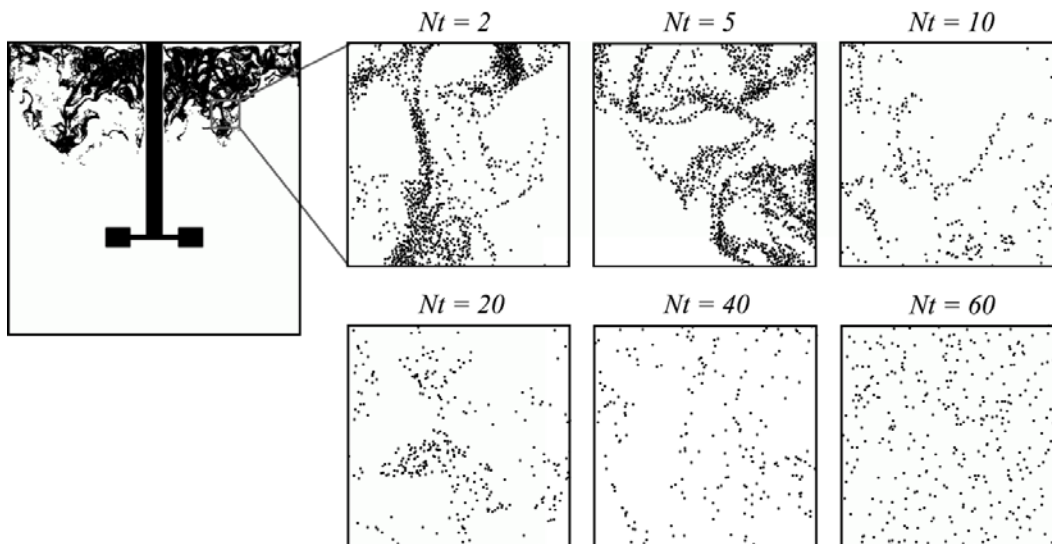 Nt = 2
Nt = 5
Nt = 10
Nt = 20
Nt = 40
Nt = 60